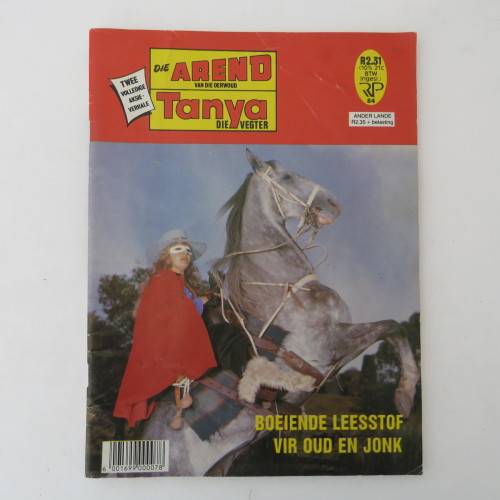 TWEE
VOLLEDIGE
AKSIE-
VERHALE
DIE AREND
VAN DIE OERWOUD
Tanya
DIE VEGTER
R2.31
(10% 21c
BTW
Ingesl.)
RP
84
ANDER LANDE
R2,35 + belasting
BOEIENDE LEESSTOF
VIR OUD EN JONK
6 001699 000078